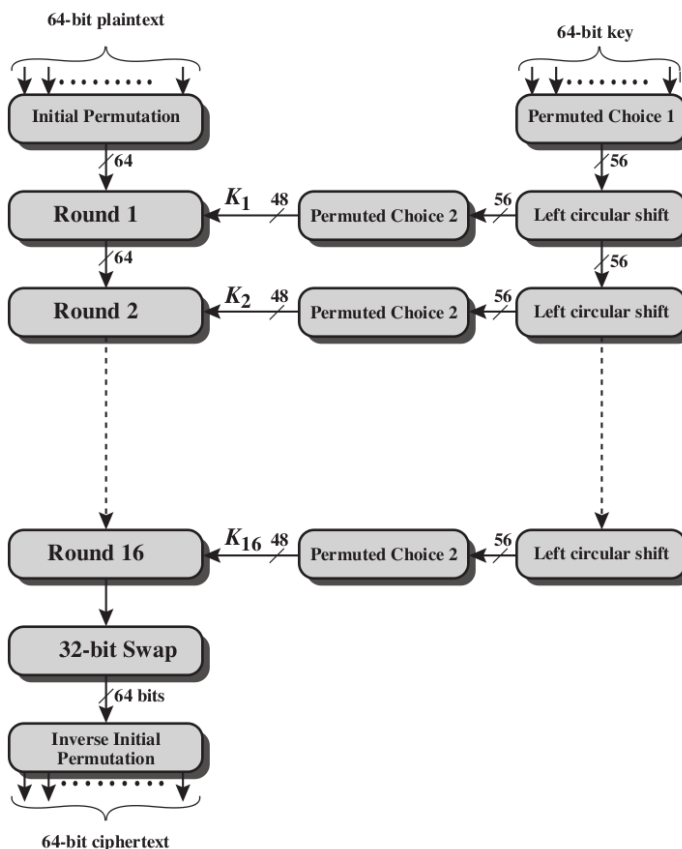 64-bit plaintext
64-bit key
Initial Permutation
Permuted Choice 1
64
56
Round 1
K1
48
Permuted Choice 2
56
Left circular shift
64
56
Round 2
K2
48
Permuted Choice 2
56
Left circular shift
Round 16
K16
48
Permuted Choice 2
56
Left circular shift
32-bit Swap
64 bits
Inverse Initial
Permutation
64-bit ciphertext